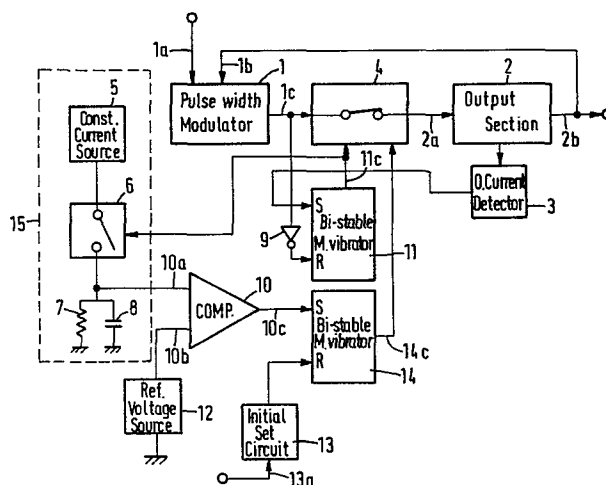 1a
1b
1
4
2
1c
Pulse width
Modulator
2a
Output
Section
2b
5
Const.
Current
Source
11c
O.Current
Detector
3
6
15
9
S
Bi-stable
M.vibrator
R
11
10a
10
7
8
COMP.
10c
S
Bi-stable
M.vibrator
R
14c
10b
14
Ref.
Voltage
Source
12
Initial
Set
Circuit
13
13a